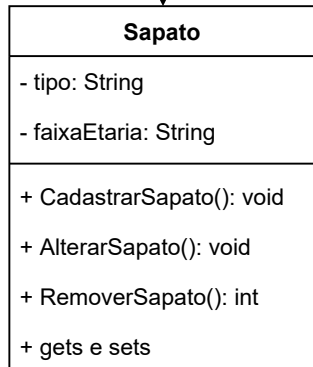 Sapato
- tipo: String
- faixaEtaria: String
+ CadastrarSapato(): void
+ AlterarSapato(): void
+ RemoverSapato(): int
+ gets e sets